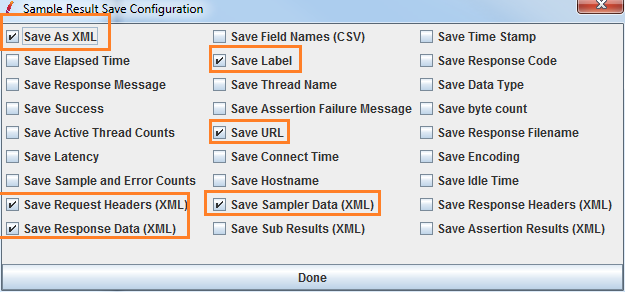 Sample Result Save Configuration
Save As XML Save Field Names (CSV) Save Time Stamp
Save Elapsed Time Save Label Save Response Code
Save Response Message Save Thread Name Save Data Type
Save Success Save Assertion Failure Message Save byte count
Save Active Thread Counts Save URL Save Response Filename
Save Latency Save Connect Time Save Encoding
Save Sample and Error Counts Save Hostname Save Idle Time
Save Request Headers (XML) Save Sampler Data (XML) Save Response Headers (XML)
Save Response Data (XML) Save Sub Results (XML) Save Assertion Results (XML)
Done